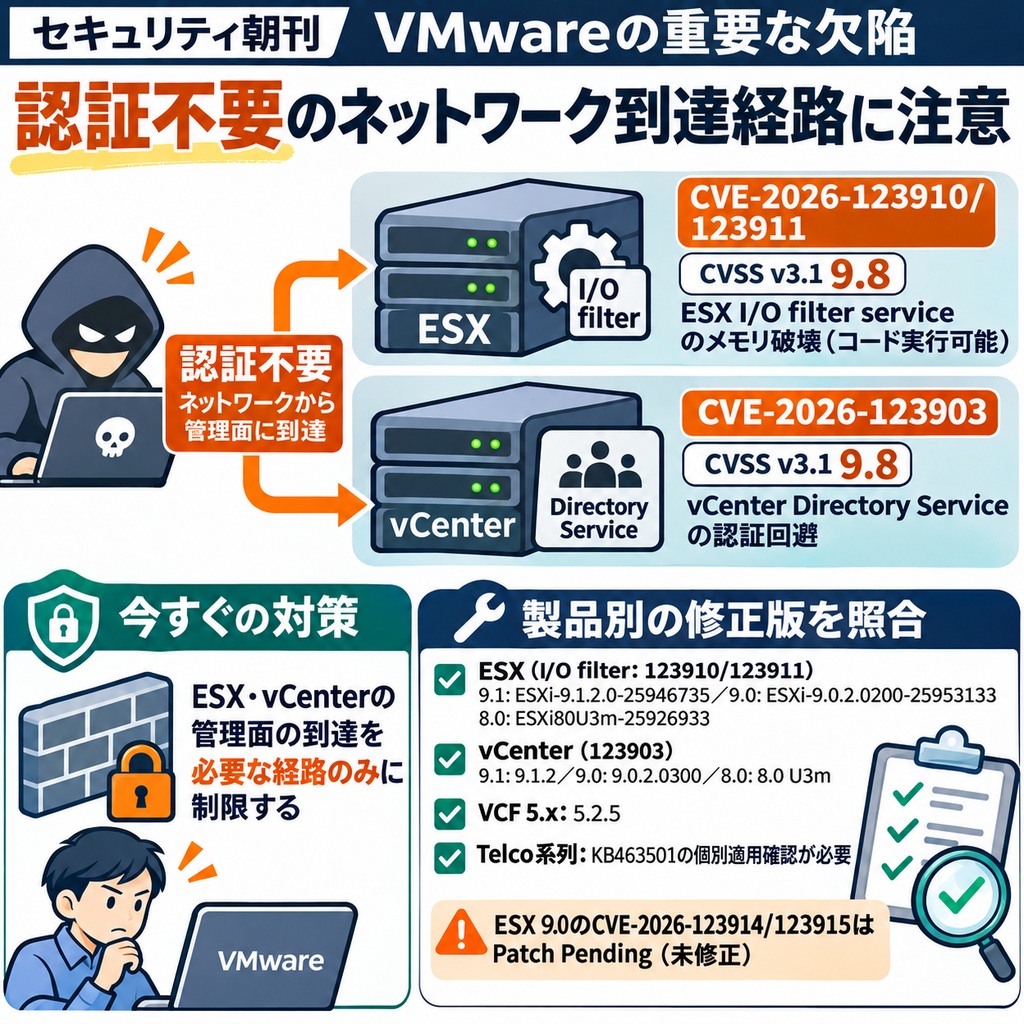 セキュリティ朝刊
VMwareの重要な欠陥
認証不要のネットワーク到達経路に注意
認証不要
ネットワークから
管理面に到達
ESX
I/O
filter
CVE-2026-123910/
123911
CVSS v3.1 9.8
ESX I/O filter service
のメモリ破壊（コード実行可能）
vCenter
Directory
Service
CVE-2026-123903
CVSS v3.1 9.8
vCenter Directory Service
の認証回避
今すぐの対策
ESX・vCenterの
管理面の到達を
必要な経路のみに
制限する
VMware
製品別の修正版を照合
ESX（I/O filter: 123910/123911）
9.1: ESXi-9.1.2.0-25946735／9.0: ESXi-9.0.2.0200-25953133
8.0: ESXi80U3m-25926933
vCenter（123903）
9.1: 9.1.2／9.0: 9.0.2.0300／8.0: 8.0 U3m
VCF 5.x: 5.2.5
Telco系列: KB463501の個別適用確認が必要
ESX 9.0のCVE-2026-123914/123915は
Patch Pending（未修正）